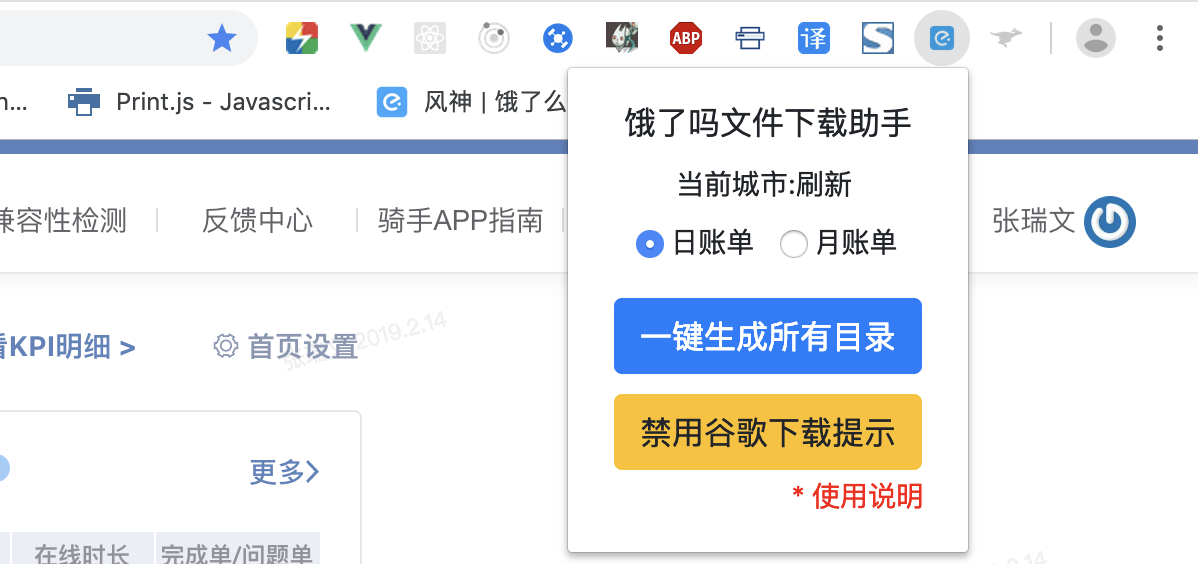 ABP
译
n...
Print.js - Javascri...
风神 | 饿了么
饿了吗文件下载助手
当前城市:刷新
日账单
月账单
一键生成所有目录
禁用谷歌下载提示
* 使用说明
兼容性检测
反馈中心
骑手APP指南
张瑞文
看KPI明细 >
首页设置
2019.2.14
更多
在线时长
完成单/问题单
2.14